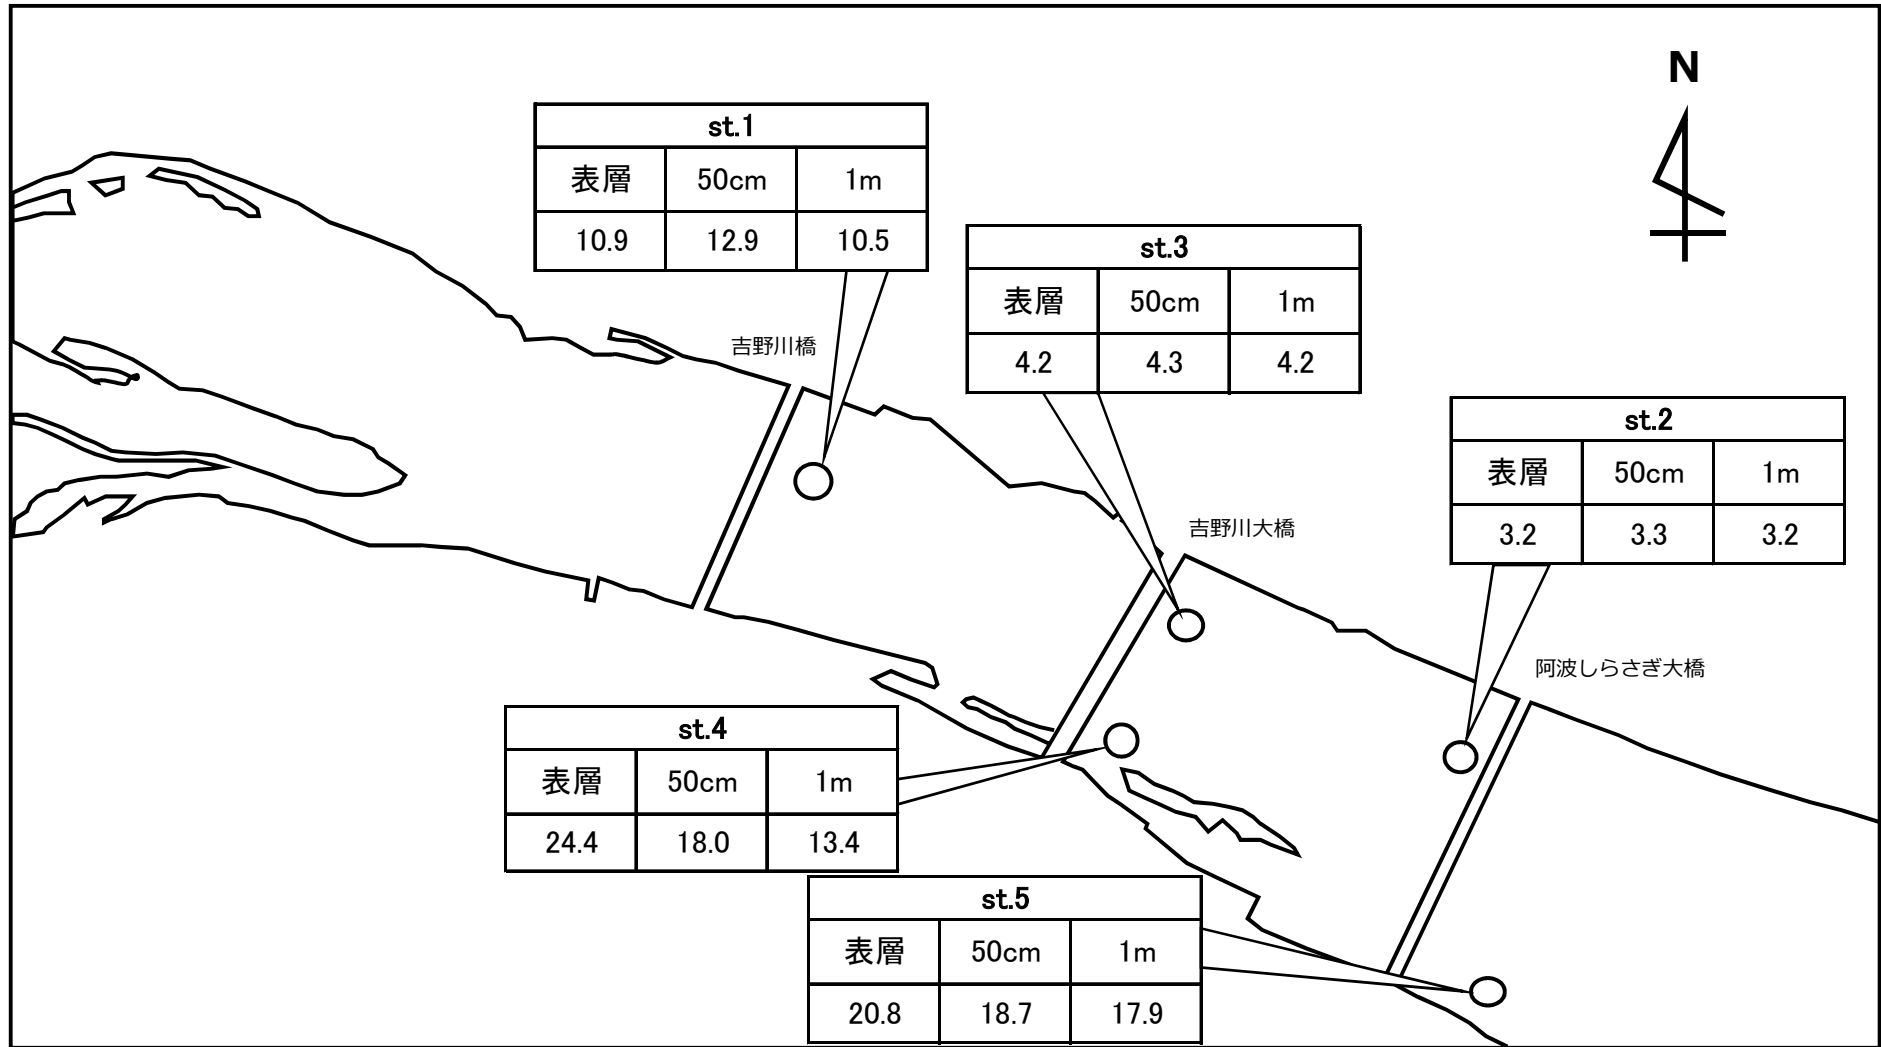 N
st.1
表層 50cm 1m
10.9 12.9 10.5
st.3
表層 50cm 1m
4.2 4.3 4.2
吉野川橋
st.2
表層 50cm 1m
3.2 3.3 3.2
吉野川大橋
阿波しらさぎ大橋
st.4
表層 50cm 1m
24.4 18.0 13.4
st.5
表層 50cm 1m
20.8 18.7 17.9